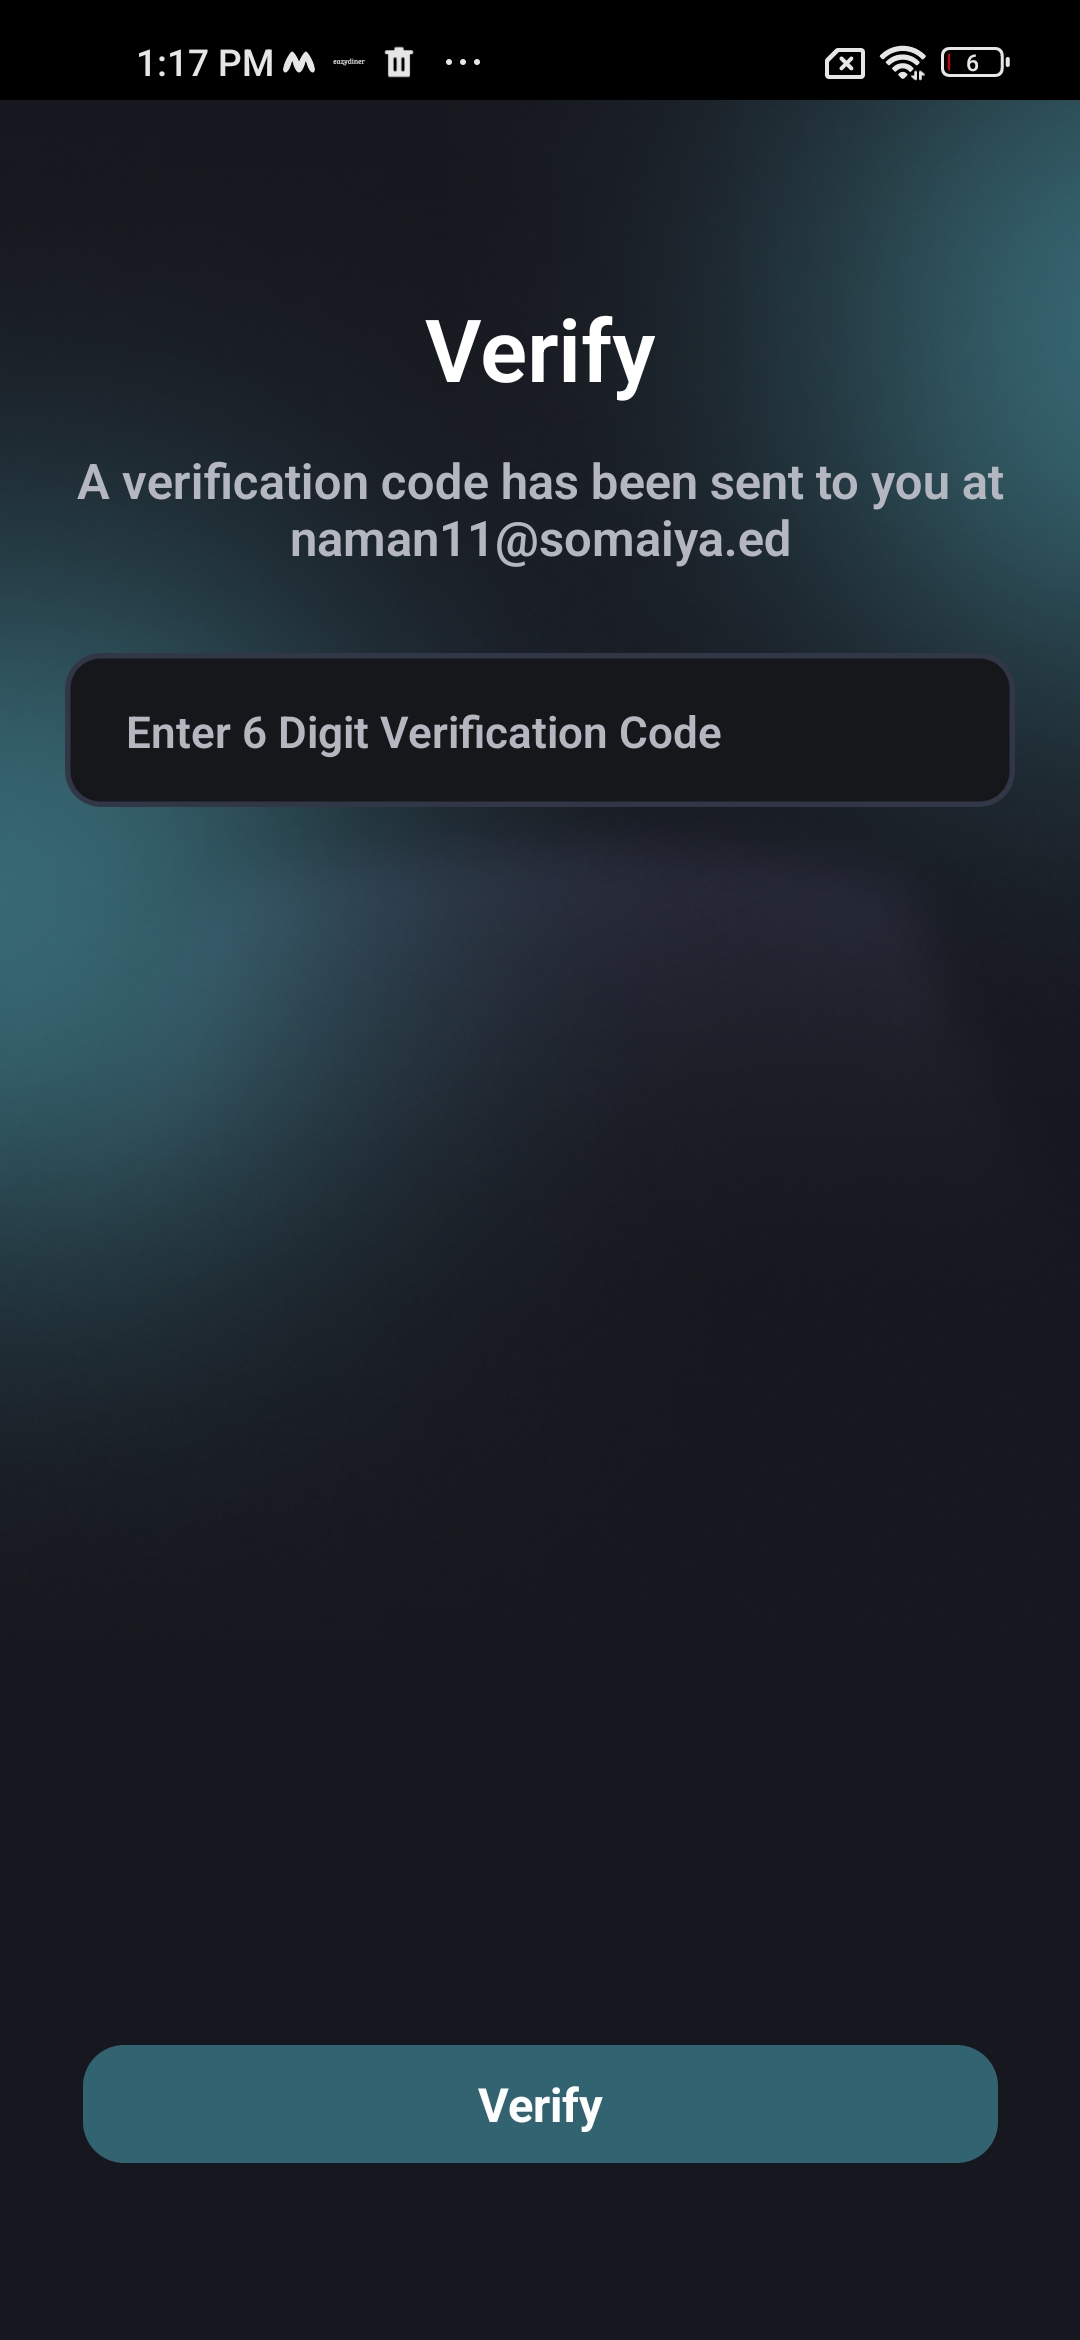 1:17 PM eazydiner 6
Verify
A verification code has been sent to you at
naman11@somaiya.ed
Enter 6 Digit Verification Code
Verify